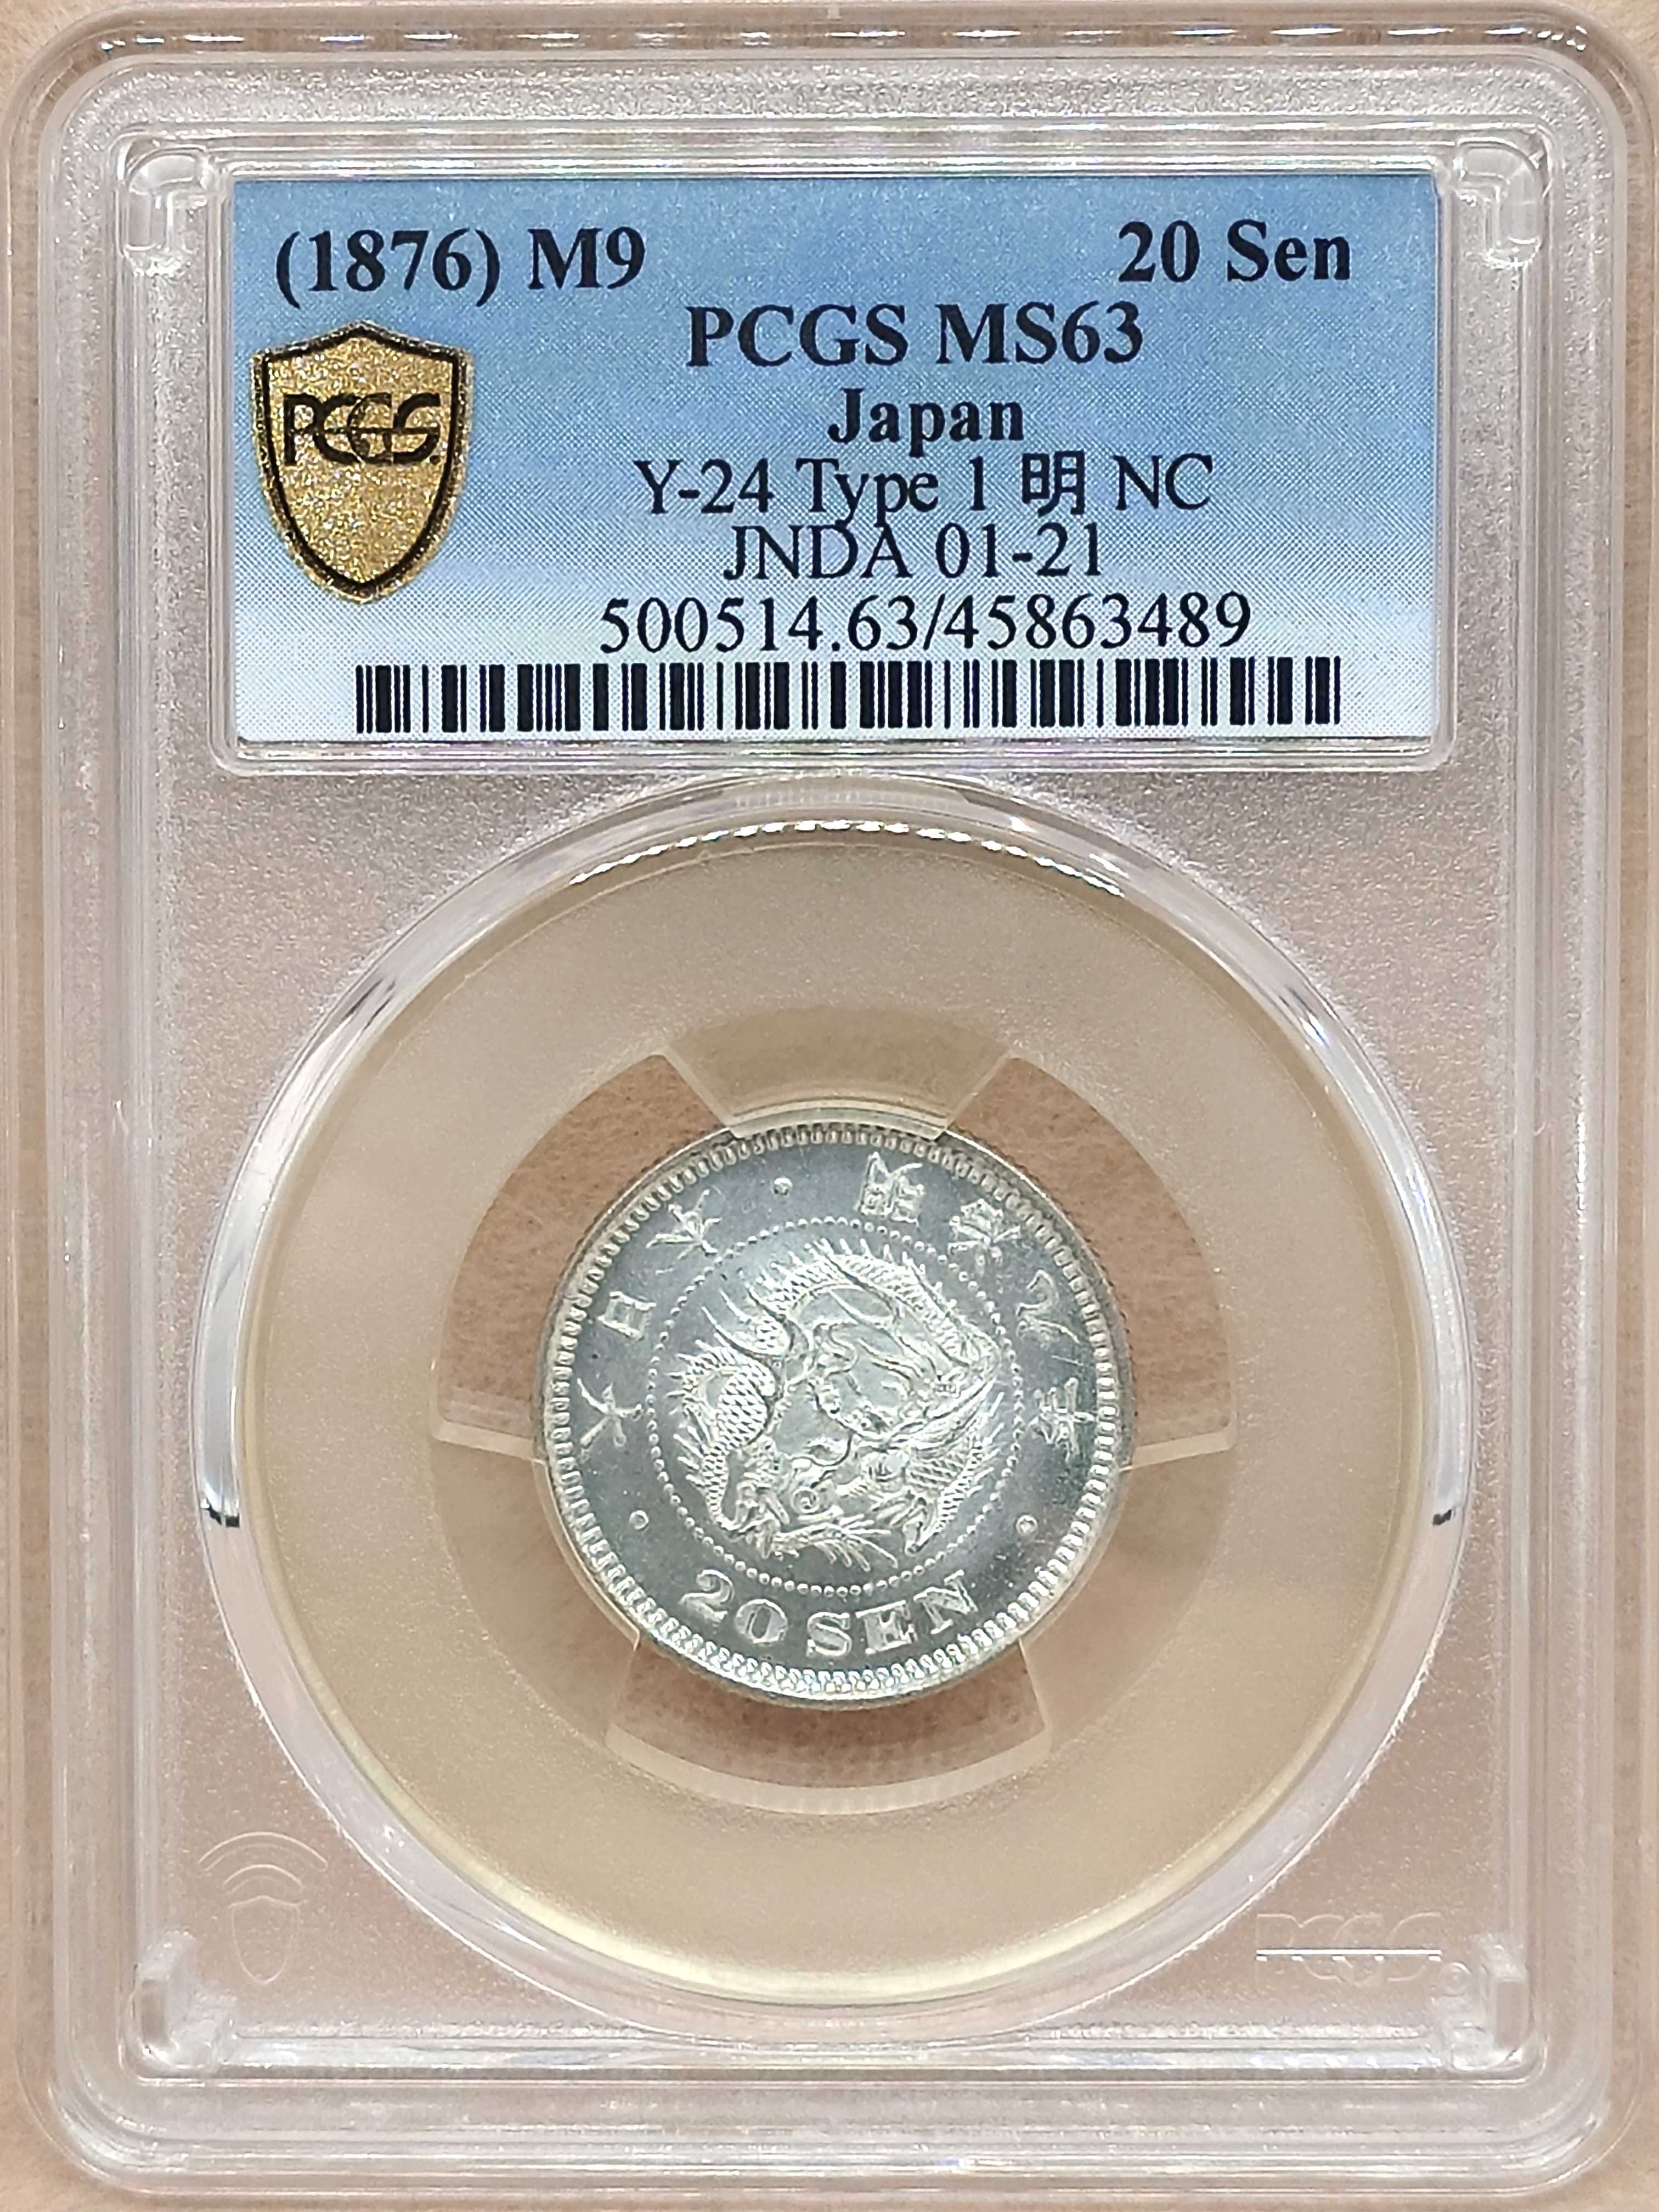 (1876) M9 20 Sen
PCGS MS63
PCGS
Japan
Y-24 Type 1 明 NC
JNDA 01-21
500514.63/45863489
大日本 · 明治九年
20 SEN
PCGS